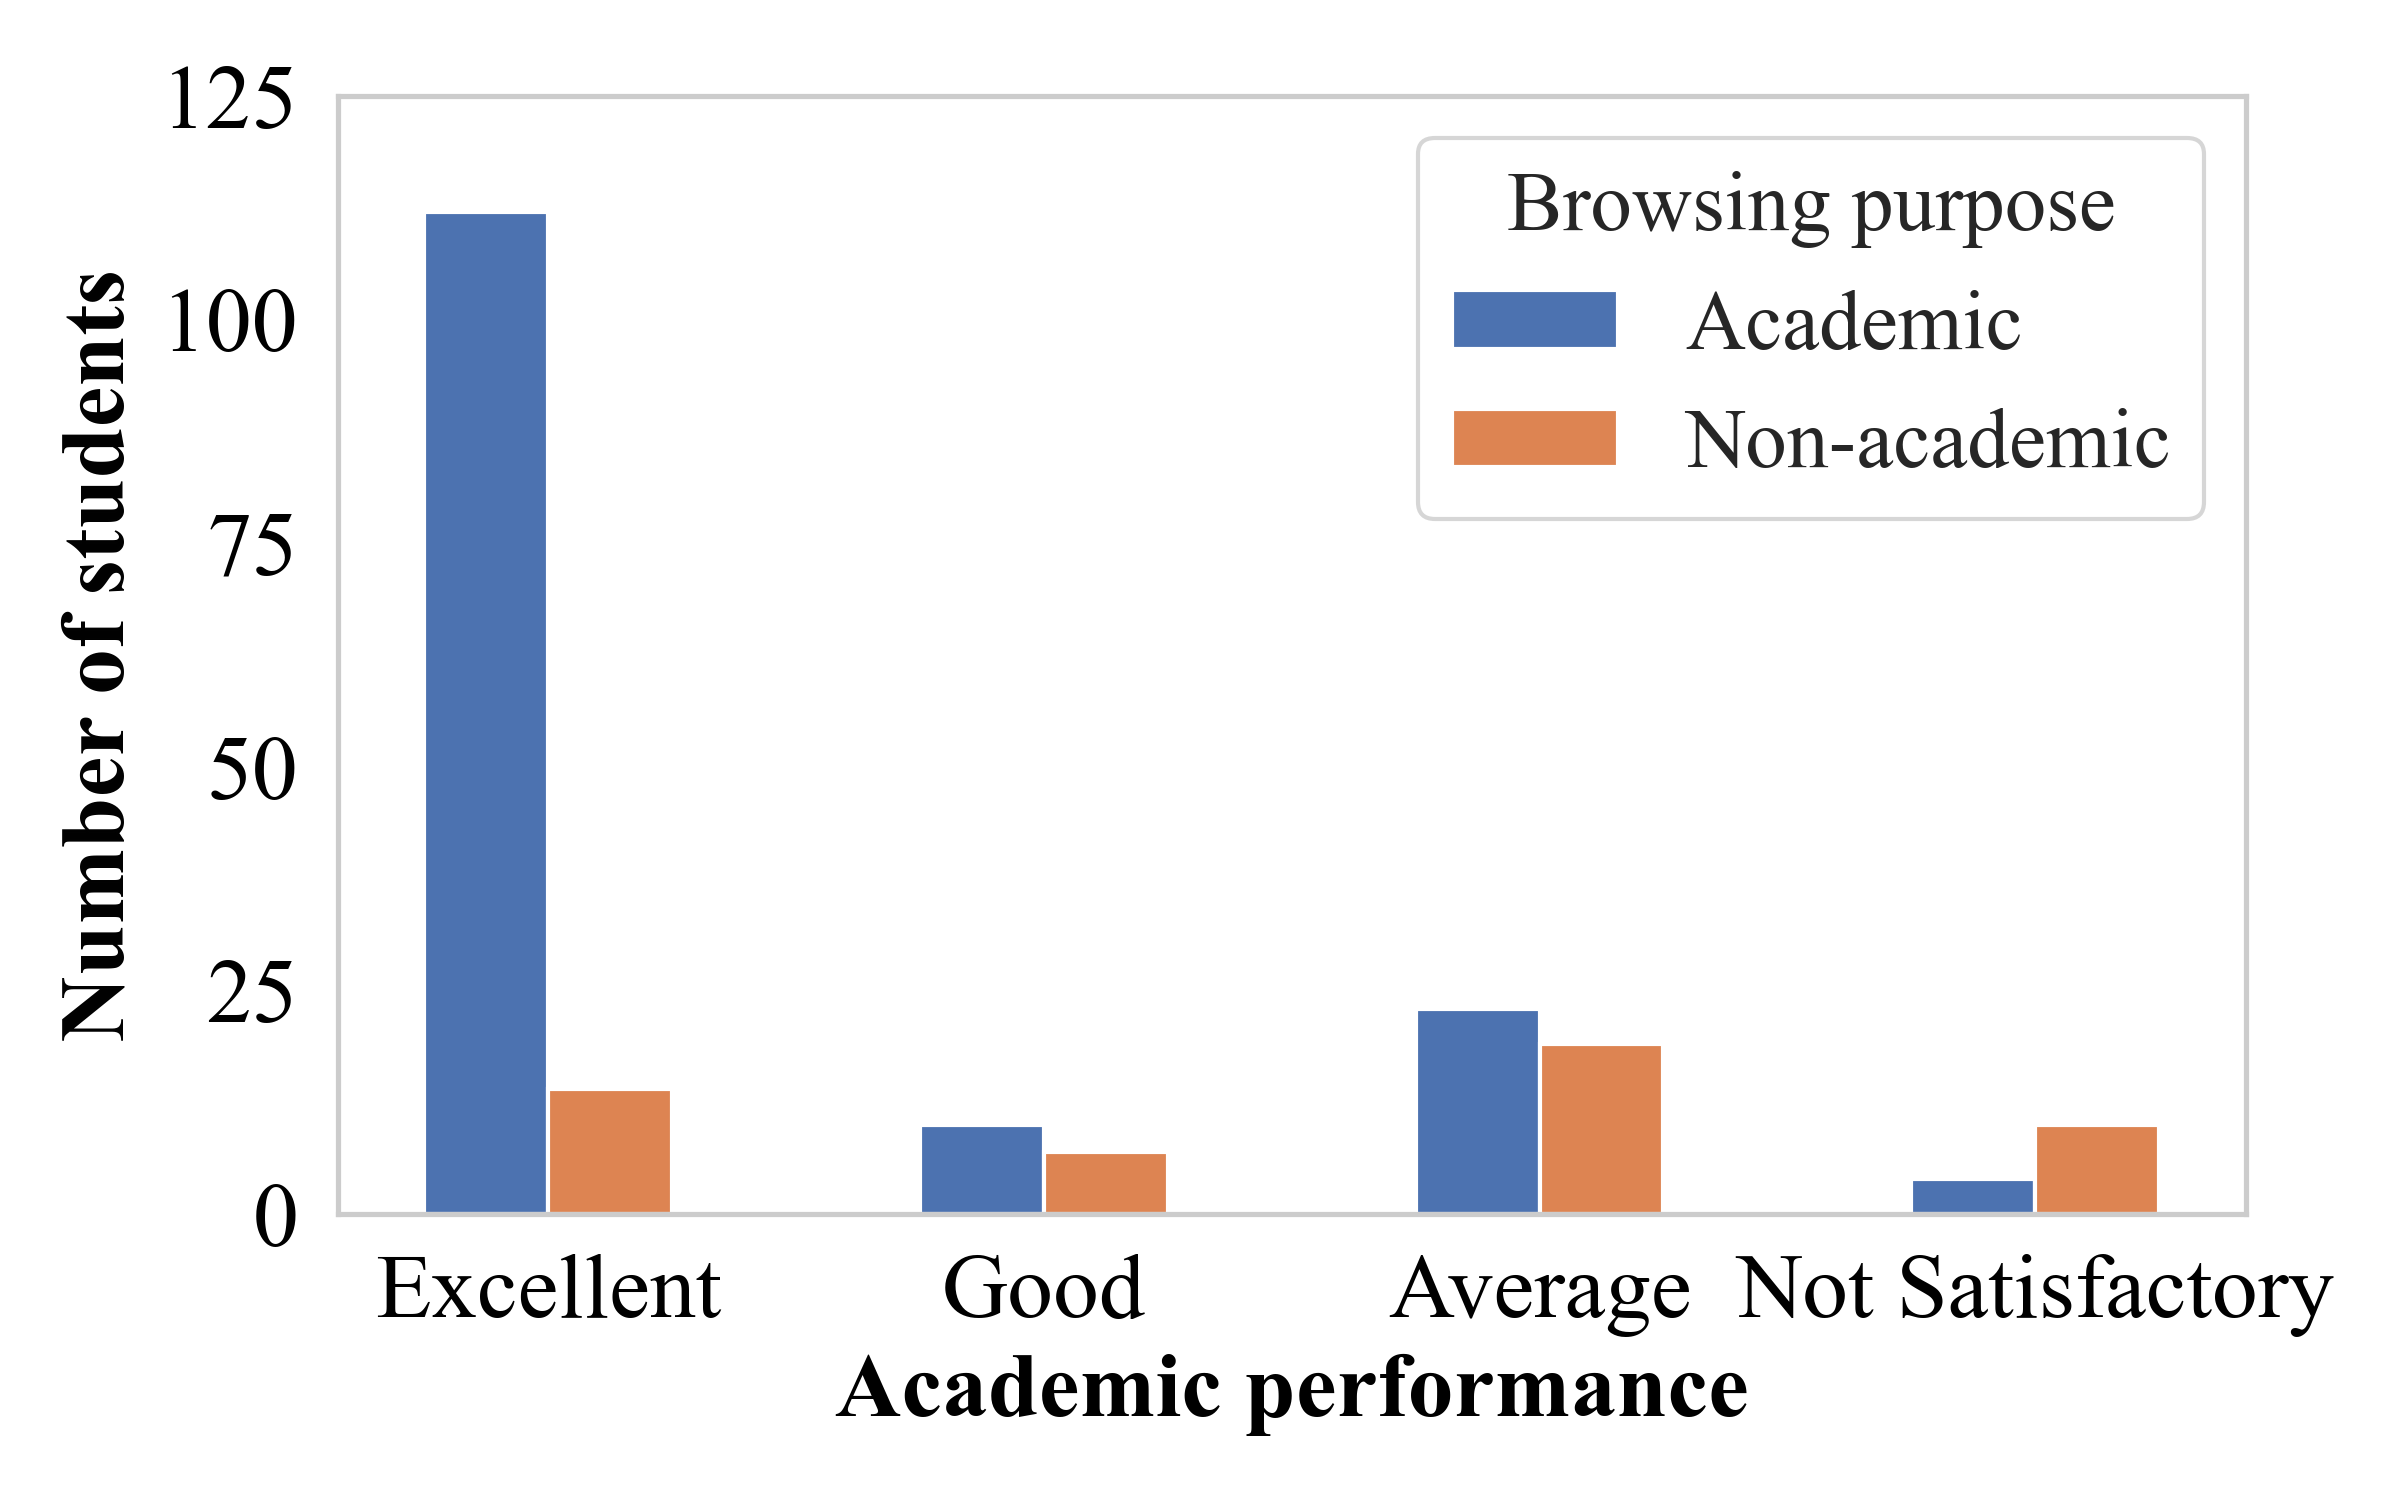 125
100
75
50
25
0
Number of students
Browsing purpose
Academic
Non-academic
Excellent Good Average Not Satisfactory
Academic performance